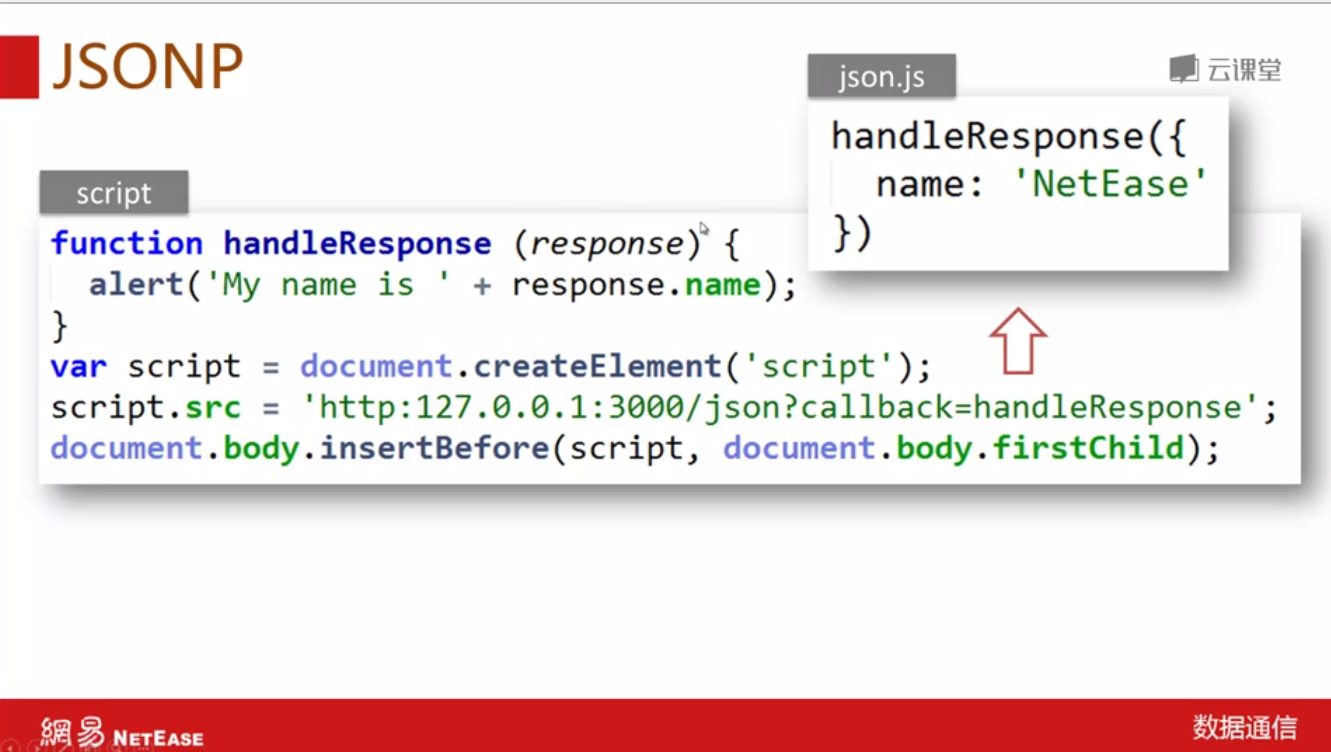 JSONP
云课堂
json.js
handleResponse({
  name: 'NetEase'
})
script
function handleResponse (response) {
  alert('My name is ' + response.name);
}
var script = document.createElement('script');
script.src = 'http:127.0.0.1:3000/json?callback=handleResponse';
document.body.insertBefore(script, document.body.firstChild);
網易 NETEASE
数据通信